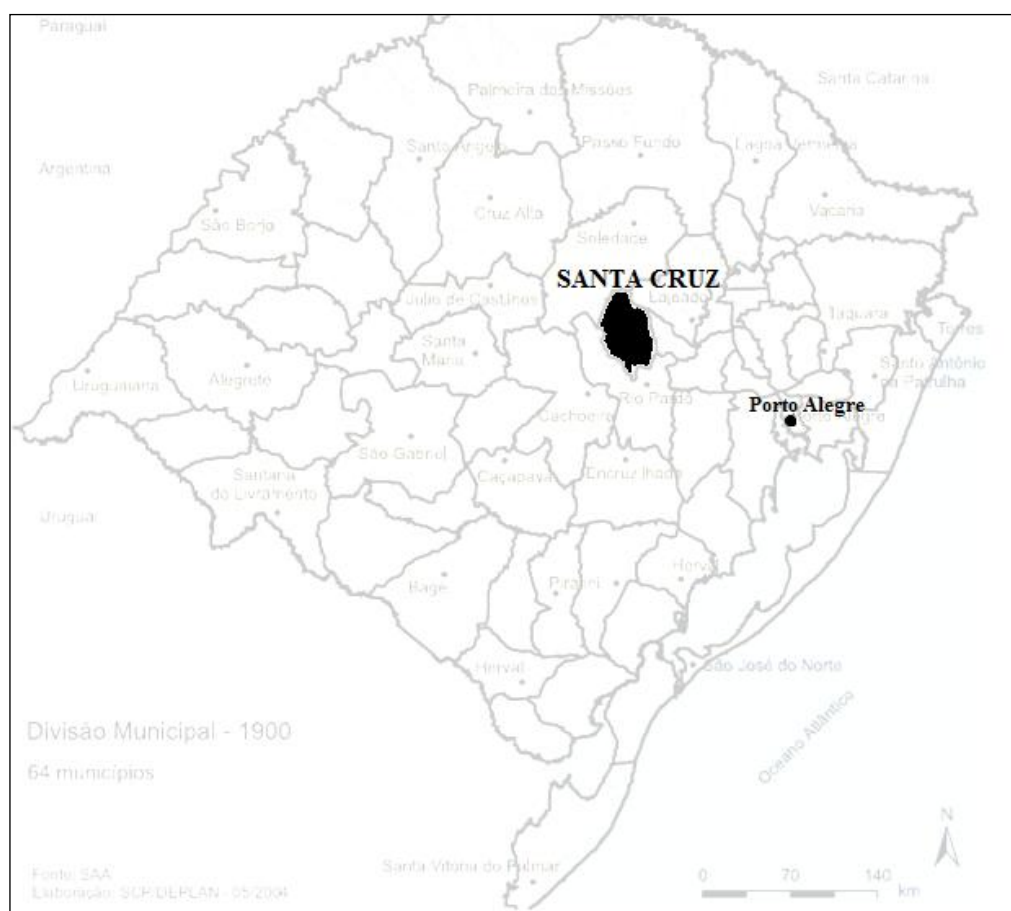 Paraguai
Santa Catarina
Palmeira das Missões
Santo Angelo
Passo Fundo
Lagoa Vermelha
Argentina
Cruz Alta
Vacaria
São Borja
Soledade
SANTA CRUZ
Júlio de Castilhos
Lajeado
Taquara
Torres
Santa
Maria
Uruguaiana
Alegrete
Santo Antônio
da Patrulha
Rio Pardo
Cachoeira
Porto Alegre
Porto Alegre
São Gabriel
Santana
do Livramento
Caçapava
Encruzilhada
Uruguai
Bagé
Piratini
Herval
Herval
São José do Norte
Oceano Atlântico
Divisão Municipal - 1900
64 municípios
Santa Vitória do Palmar
N
Fonte: SAA
Elaboração: SCP/DEPLAN - 05/2004
0 70 140
km